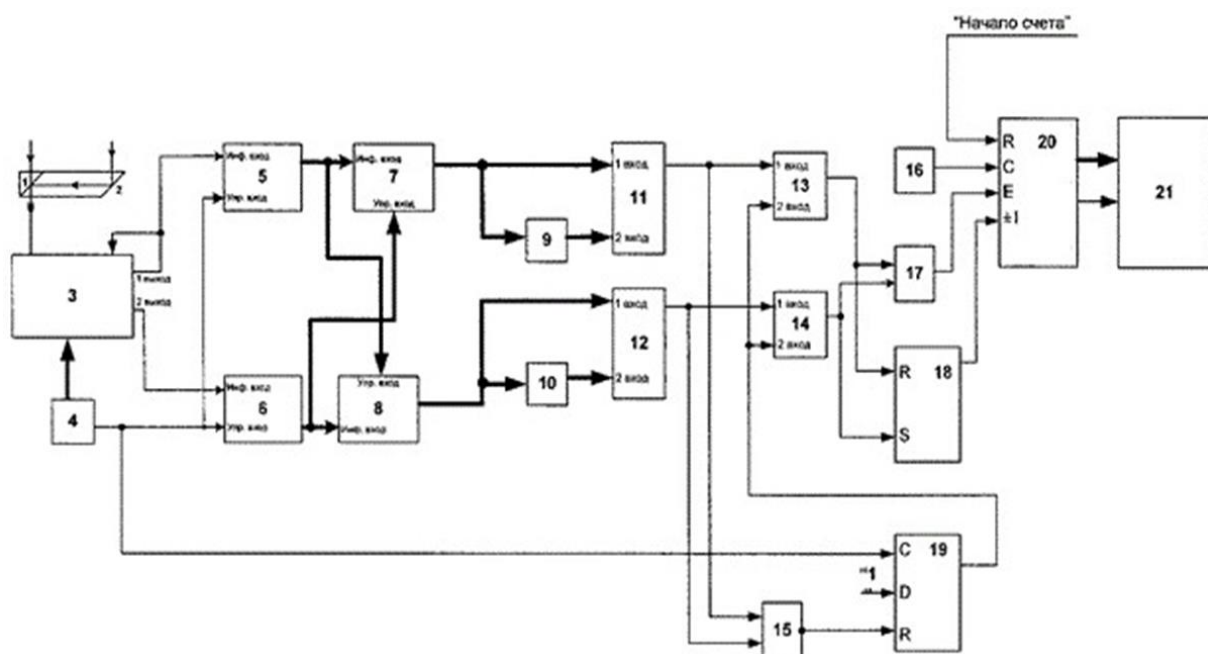 "Начало счета"
R
20
C
E
±1
16
21
1
2
3
1 выход
2 выход
4
Инф. вход
5
Упр. вход
Инф. вход
7
Упр. вход
9
1 вход
11
2 вход
1 вход
13
2 вход
17
Инф. вход
6
Упр. вход
Упр. вход
8
Инф. вход
10
1 вход
12
2 вход
1 вход
14
2 вход
R
18
S
C
19
"1
"
D
R
15